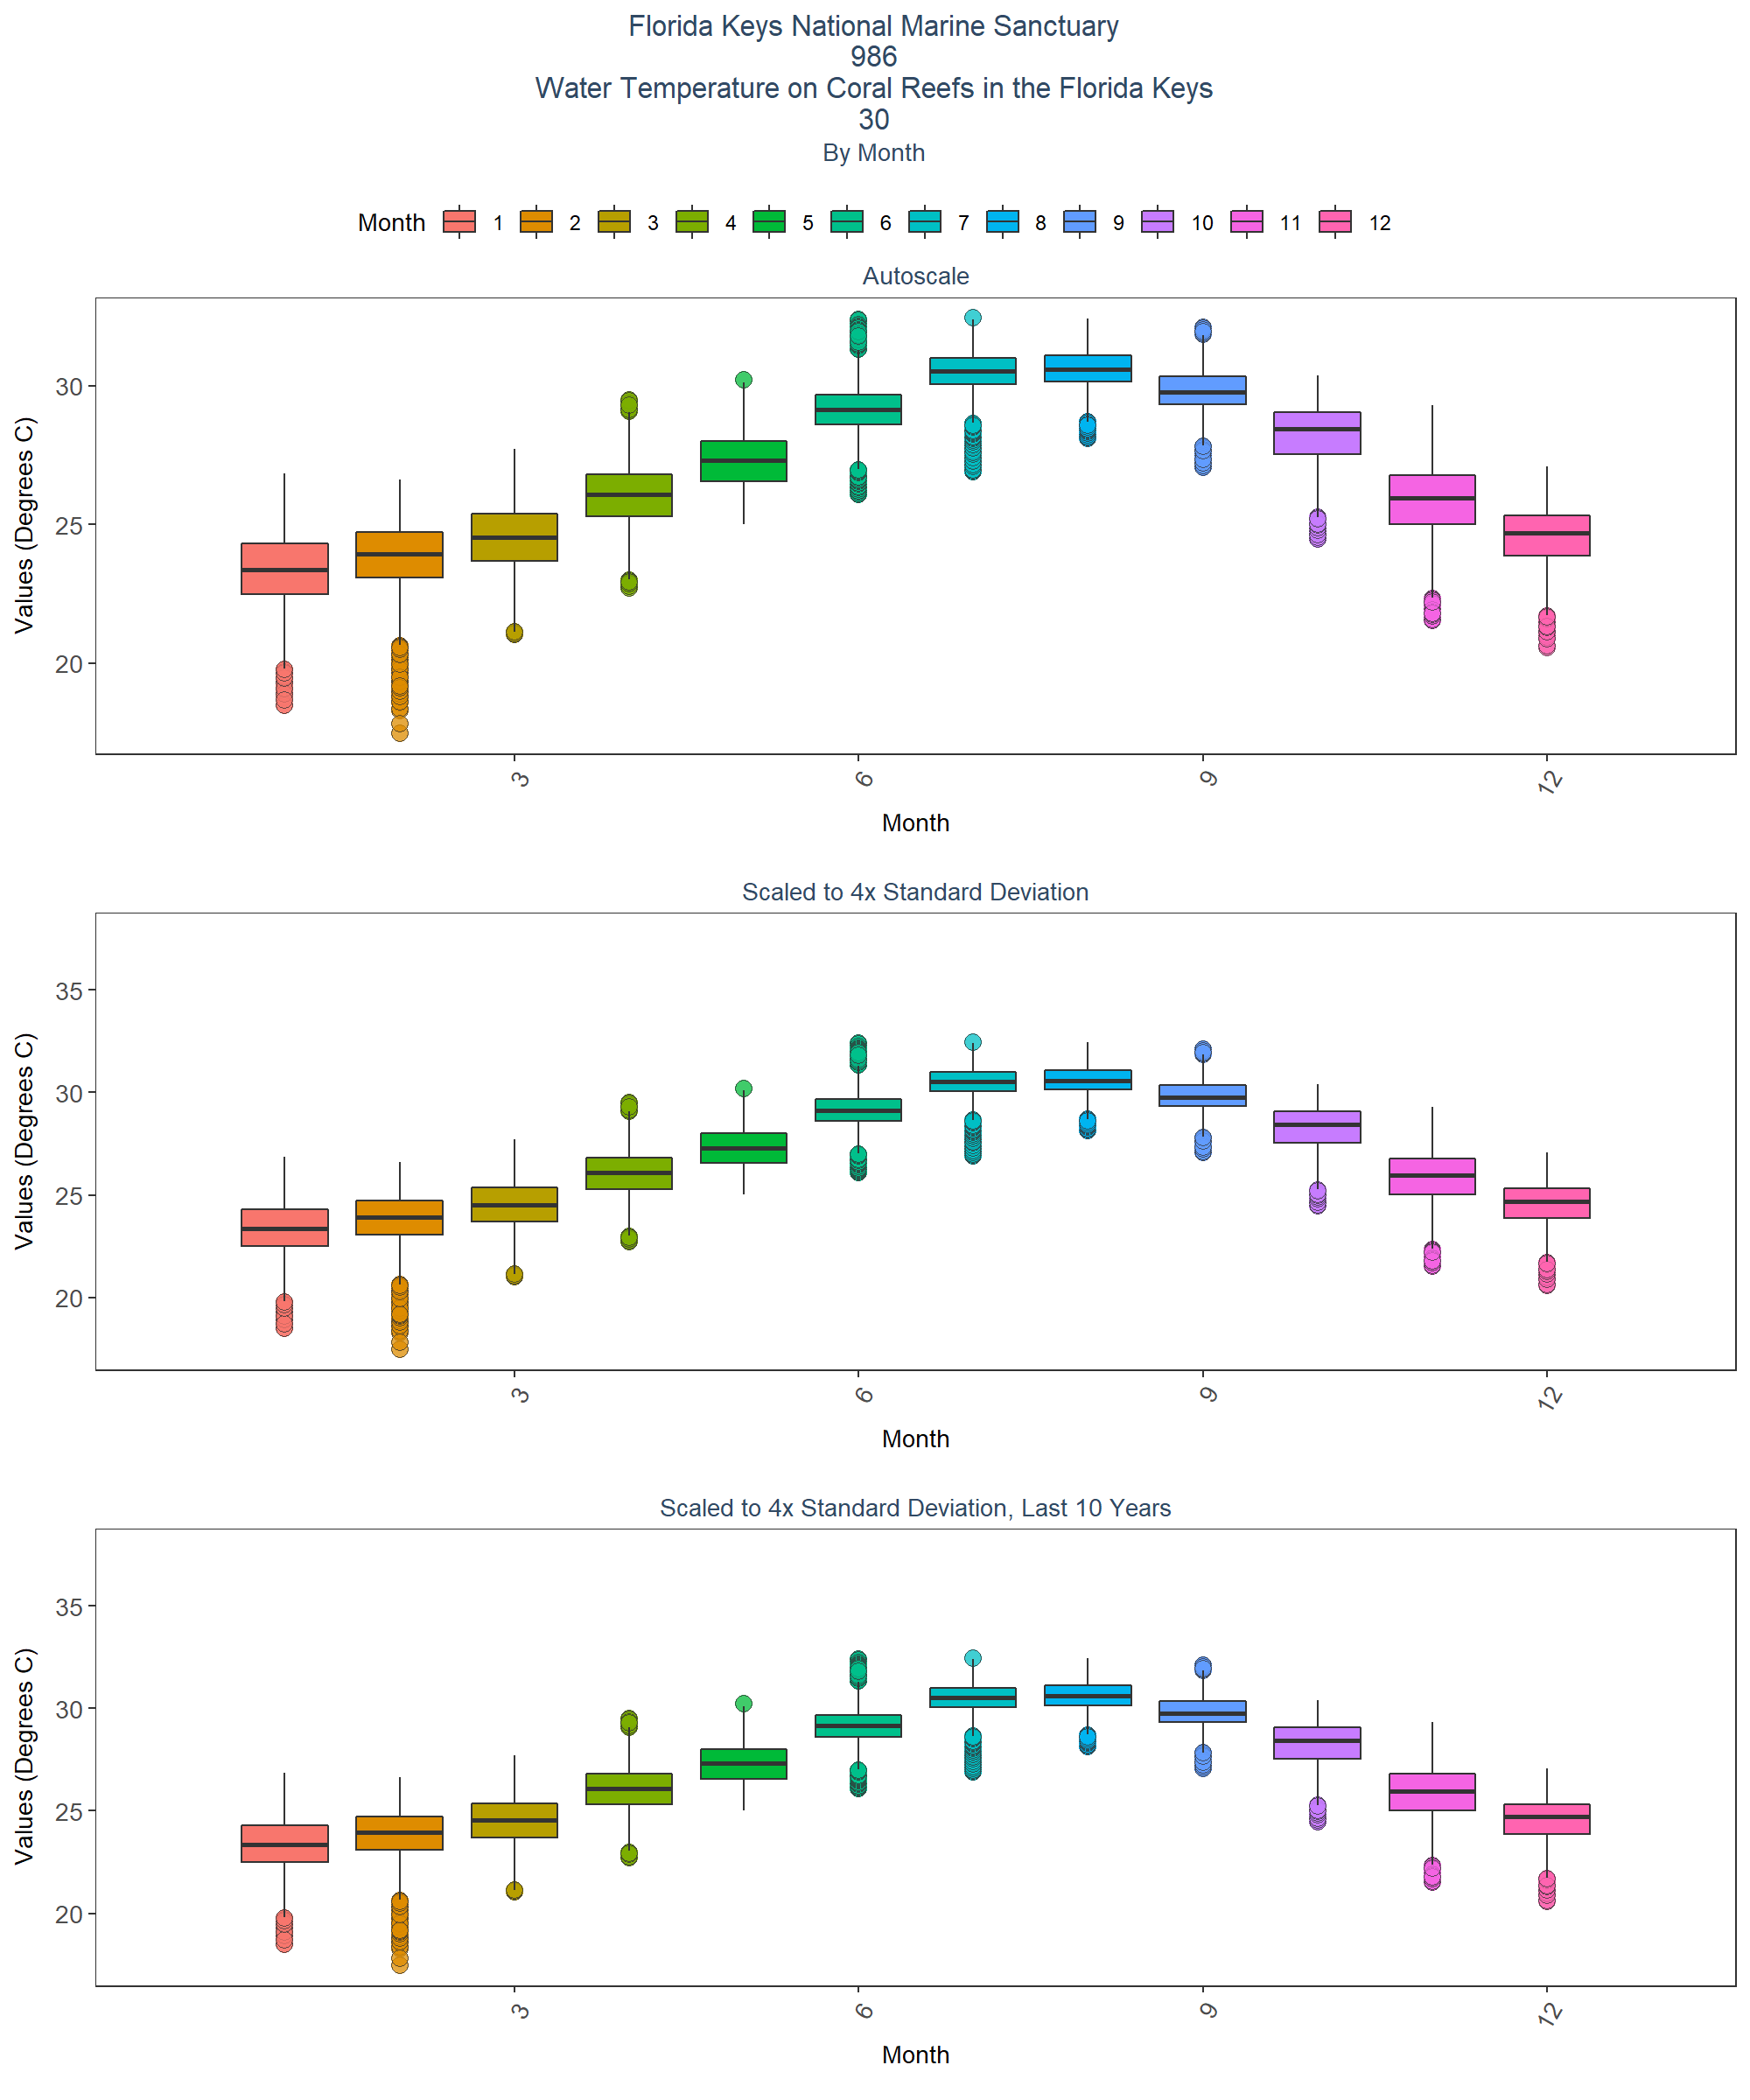 Florida Keys National Marine Sanctuary
986
Water Temperature on Coral Reefs in the Florida Keys
30
By Month
Month 1 2 3 4 5 6 7 8 9 10 11 12
Autoscale
Values (Degrees C)
30
25
20
3 6 9 12
Month
Scaled to 4x Standard Deviation
Values (Degrees C)
35
30
25
20
3 6 9 12
Month
Scaled to 4x Standard Deviation, Last 10 Years
Values (Degrees C)
35
30
25
20
3 6 9 12
Month